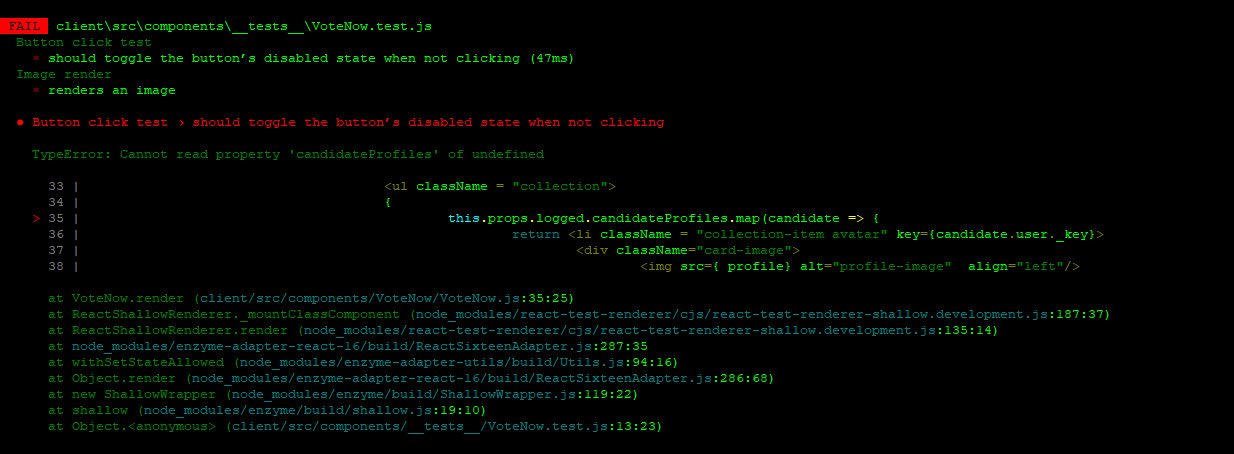 FAIL client\src\components\__tests__\VoteNow.test.js
Button click test
× should toggle the button’s disabled state when not clicking (47ms)
Image render
× renders an image
● Button click test › should toggle the button’s disabled state when not clicking
TypeError: Cannot read property 'candidateProfiles' of undefined
33 | <ul className = "collection">
34 | {
> 35 | this.props.logged.candidateProfiles.map(candidate => {
36 | return <li className = "collection-item avatar" key={candidate.user._key}>
37 | <div className="card-image">
38 | <img src={ profile} alt="profile-image"  align="left"/>
at VoteNow.render (client/src/components/VoteNow/VoteNow.js:35:25)
at ReactShallowRenderer._mountClassComponent (node_modules/react-test-renderer/cjs/react-test-renderer-shallow.development.js:187:37)
at ReactShallowRenderer.render (node_modules/react-test-renderer/cjs/react-test-renderer-shallow.development.js:135:14)
at node_modules/enzyme-adapter-react-16/build/ReactSixteenAdapter.js:287:35
at withSetStateAllowed (node_modules/enzyme-adapter-utils/build/Utils.js:94:16)
at Object.render (node_modules/enzyme-adapter-react-16/build/ReactSixteenAdapter.js:286:68)
at new ShallowWrapper (node_modules/enzyme/build/ShallowWrapper.js:119:22)
at shallow (node_modules/enzyme/build/shallow.js:19:10)
at Object.<anonymous> (client/src/components/__tests__/VoteNow.test.js:13:23)